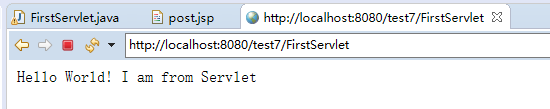 FirstServlet.java post.jsp http://localhost:8080/test7/FirstServlet
http://localhost:8080/test7/FirstServlet
Hello World! I am from Servlet